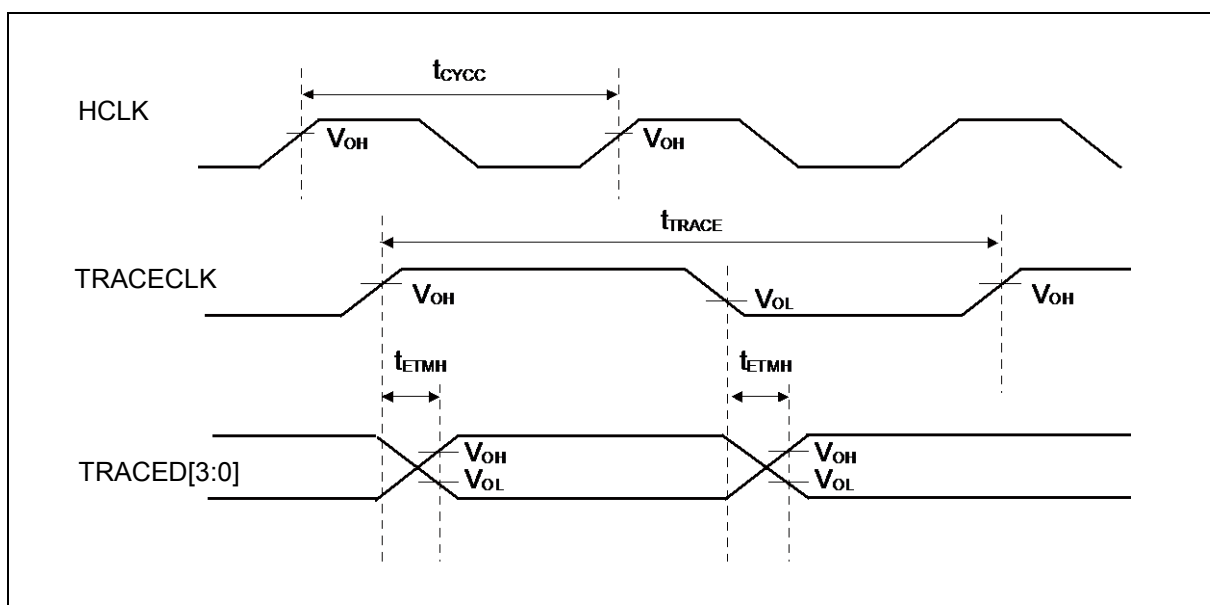 tCYCC
HCLK
VOH
VOH
tTRACE
TRACECLK
VOH
VOL
VOH
tETMH
tETMH
TRACED[3:0]
VOH
VOH
VOL
VOL